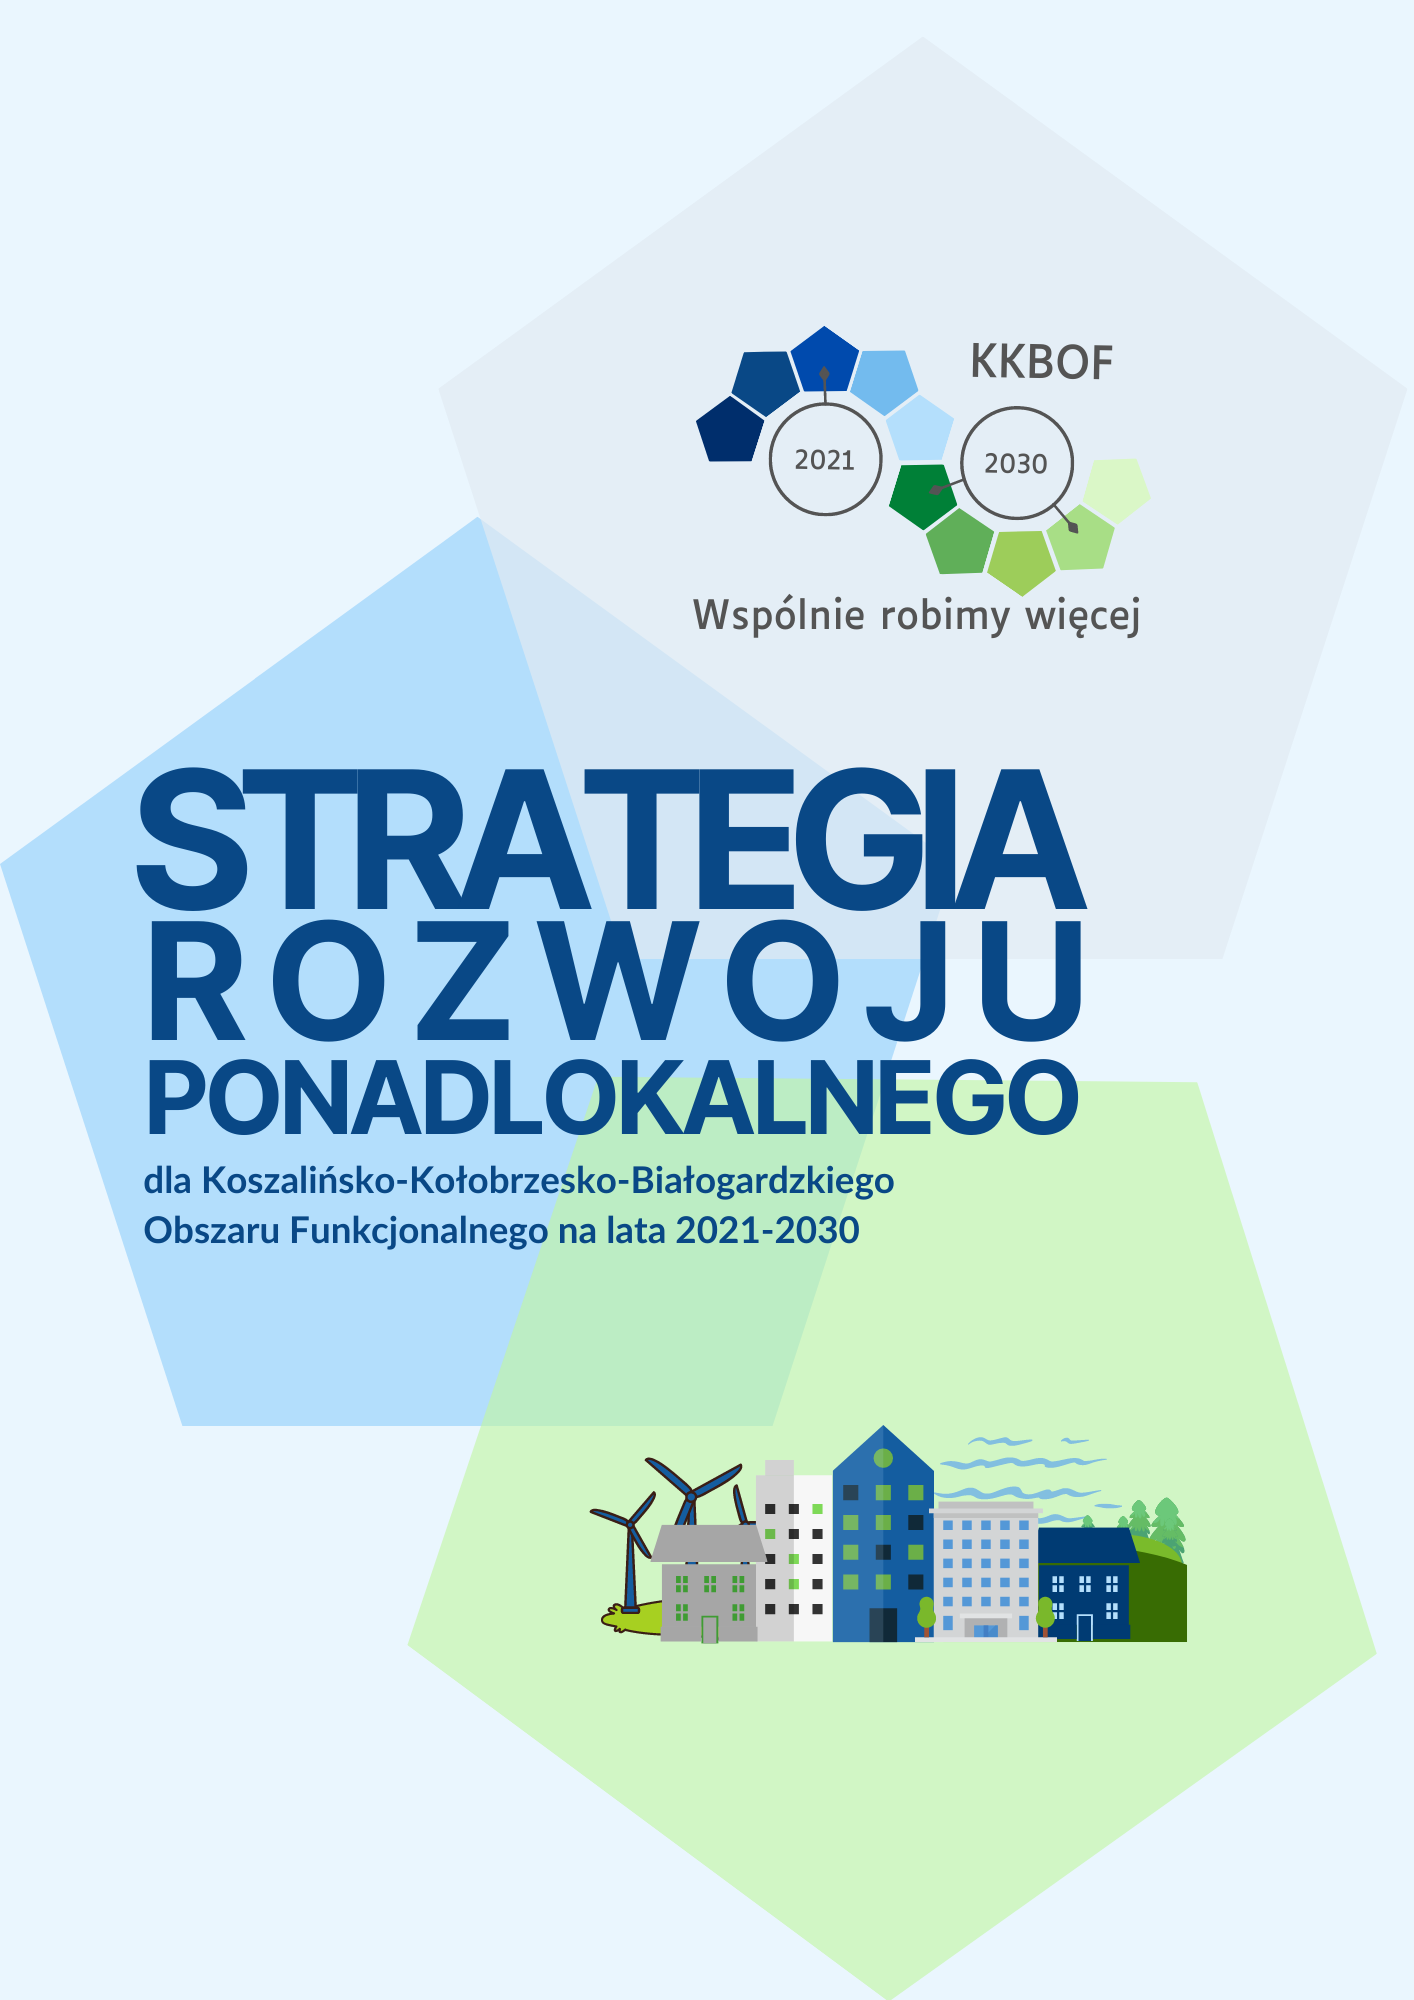 KKBOF
2021
2030
Wspólnie robimy więcej
STRATEGIA
ROZWOJU
PONADLOKALNEGO
dla Koszalińsko-Kołobrzesko-Białogardzkiego
Obszaru Funkcjonalnego na lata 2021-2030